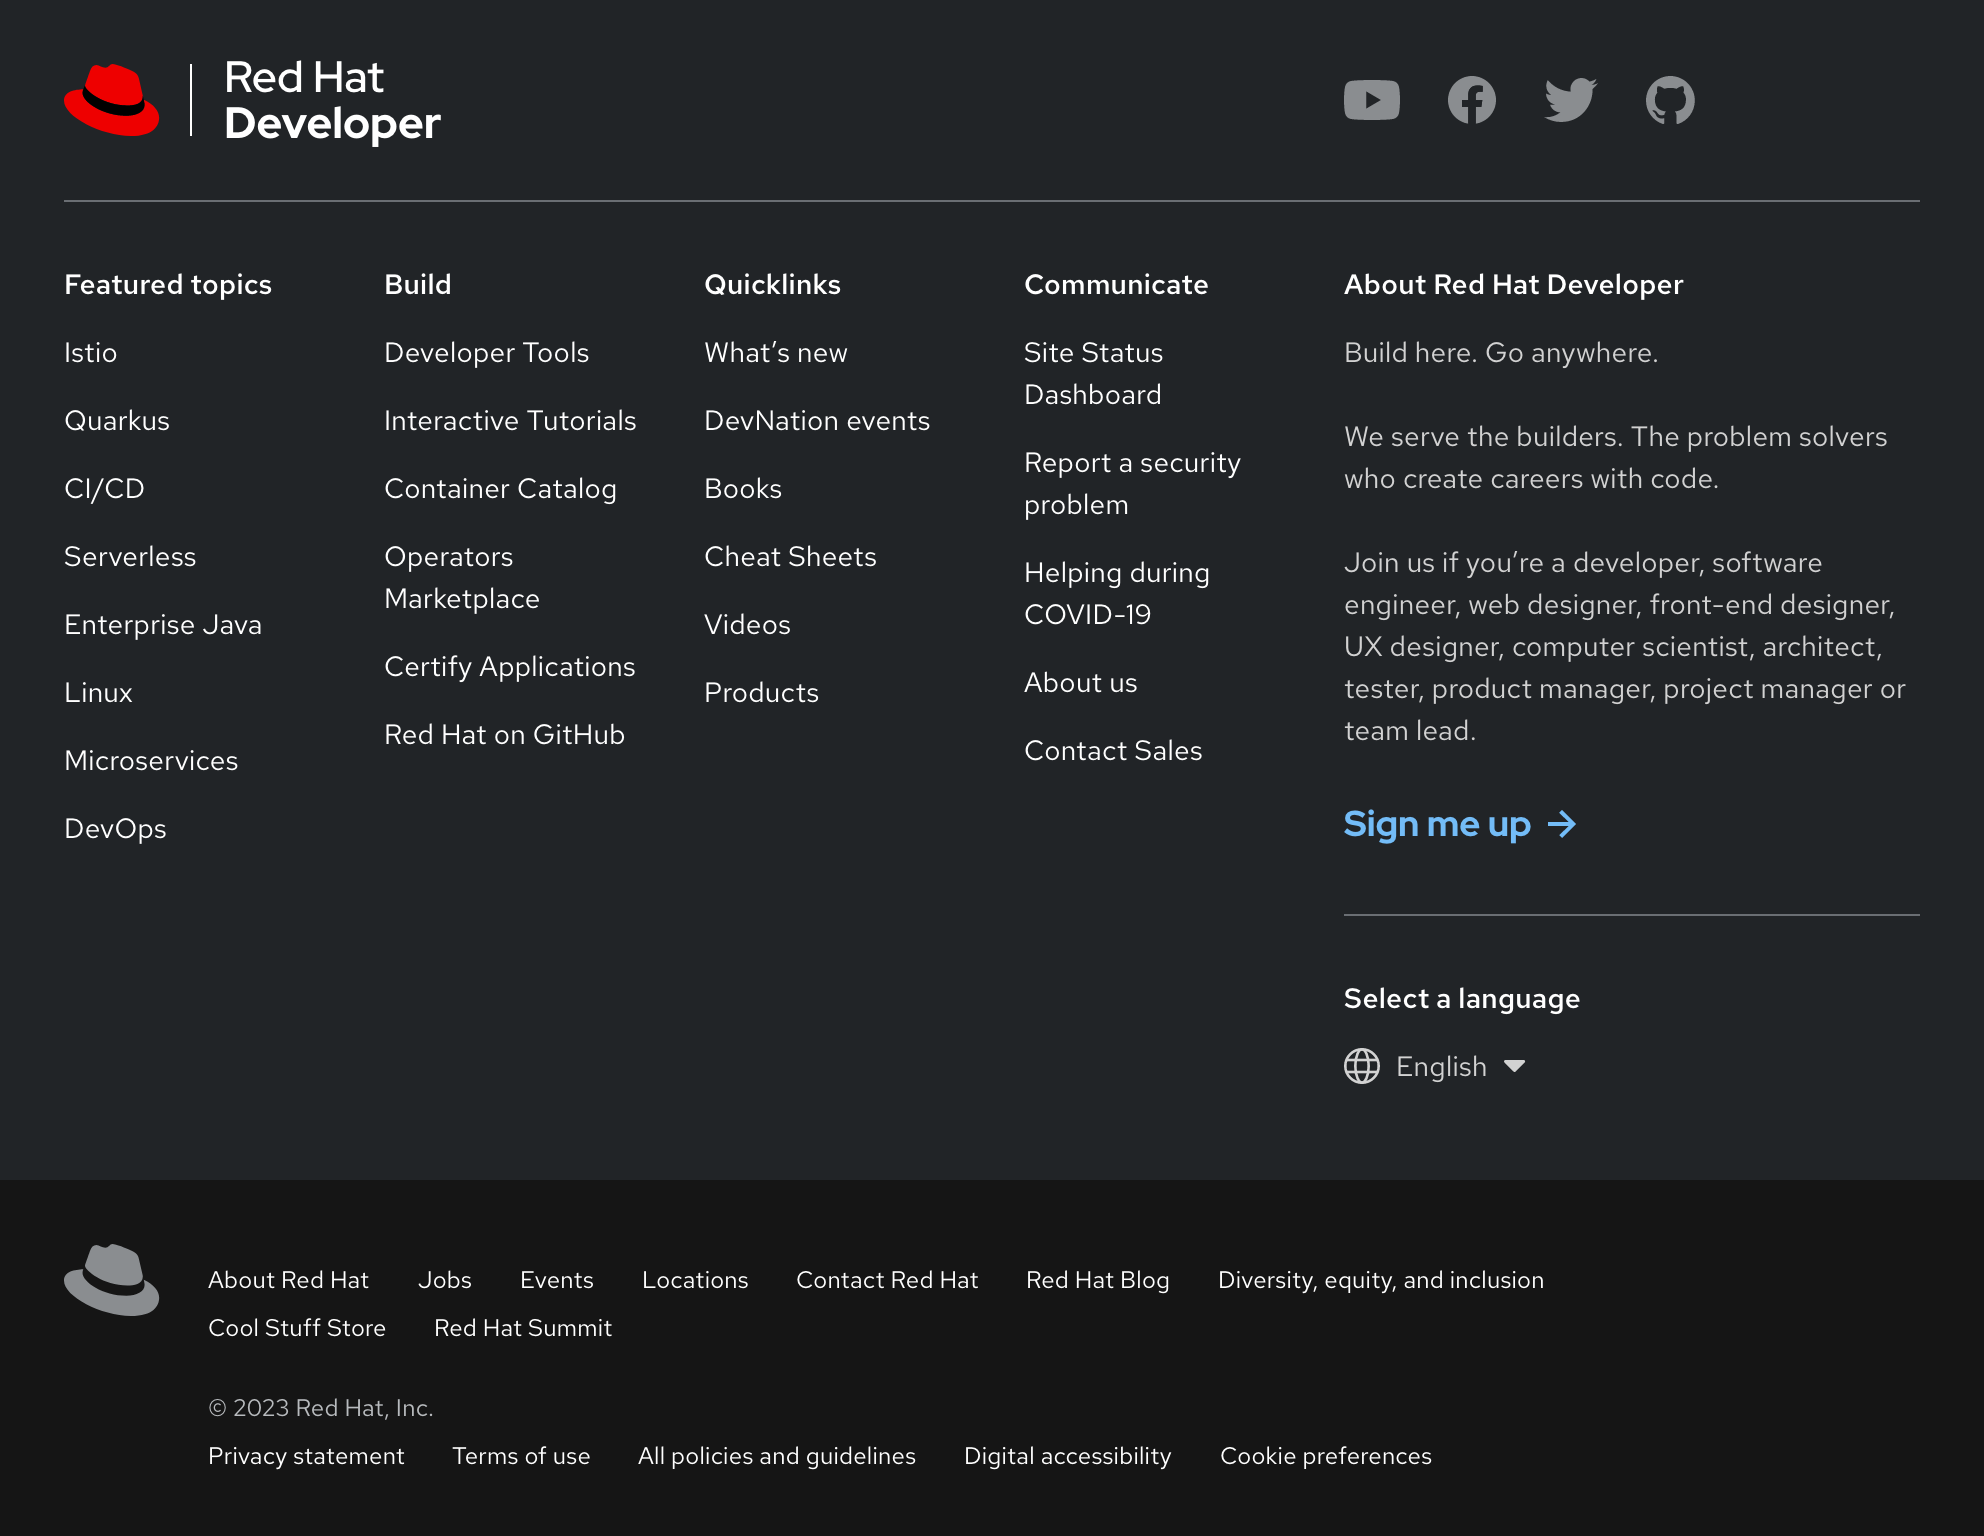 Red Hat
Developer
Featured topics
Istio
Quarkus
CI/CD
Serverless
Enterprise Java
Linux
Microservices
DevOps
Build
Developer Tools
Interactive Tutorials
Container Catalog
Operators
Marketplace
Certify Applications
Red Hat on GitHub
Quicklinks
What’s new
DevNation events
Books
Cheat Sheets
Videos
Products
Communicate
Site Status
Dashboard
Report a security
problem
Helping during
COVID-19
About us
Contact Sales
About Red Hat Developer
Build here. Go anywhere.
We serve the builders. The problem solvers
who create careers with code.
Join us if you’re a developer, software
engineer, web designer, front-end designer,
UX designer, computer scientist, architect,
tester, product manager, project manager or
team lead.
Sign me up
Select a language
English
About Red Hat Jobs Events Locations Contact Red Hat Red Hat Blog Diversity, equity, and inclusion
Cool Stuff Store Red Hat Summit
© 2023 Red Hat, Inc.
Privacy statement Terms of use All policies and guidelines Digital accessibility Cookie preferences